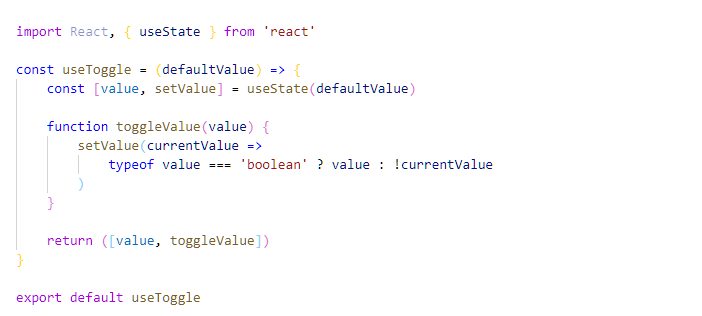 import React, { useState } from 'react'
const useToggle = (defaultValue) => {
const [value, setValue] = useState(defaultValue)
function toggleValue(value) {
setValue(currentValue =>
typeof value === 'boolean' ? value : !currentValue
)
}
return ([value, toggleValue])
}
export default useToggle